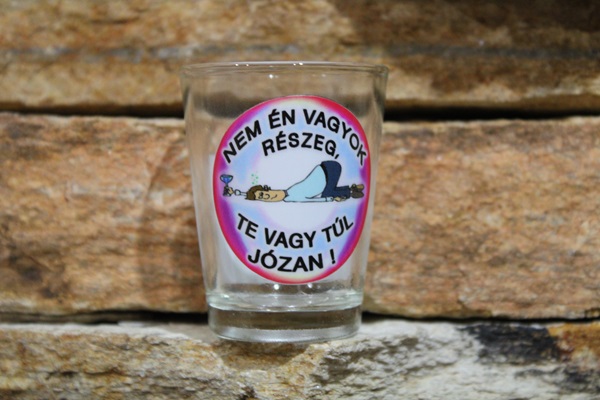 NEM ÉN VAGYOK
RÉSZEG,
TE VAGY TÚL
JÓZAN !